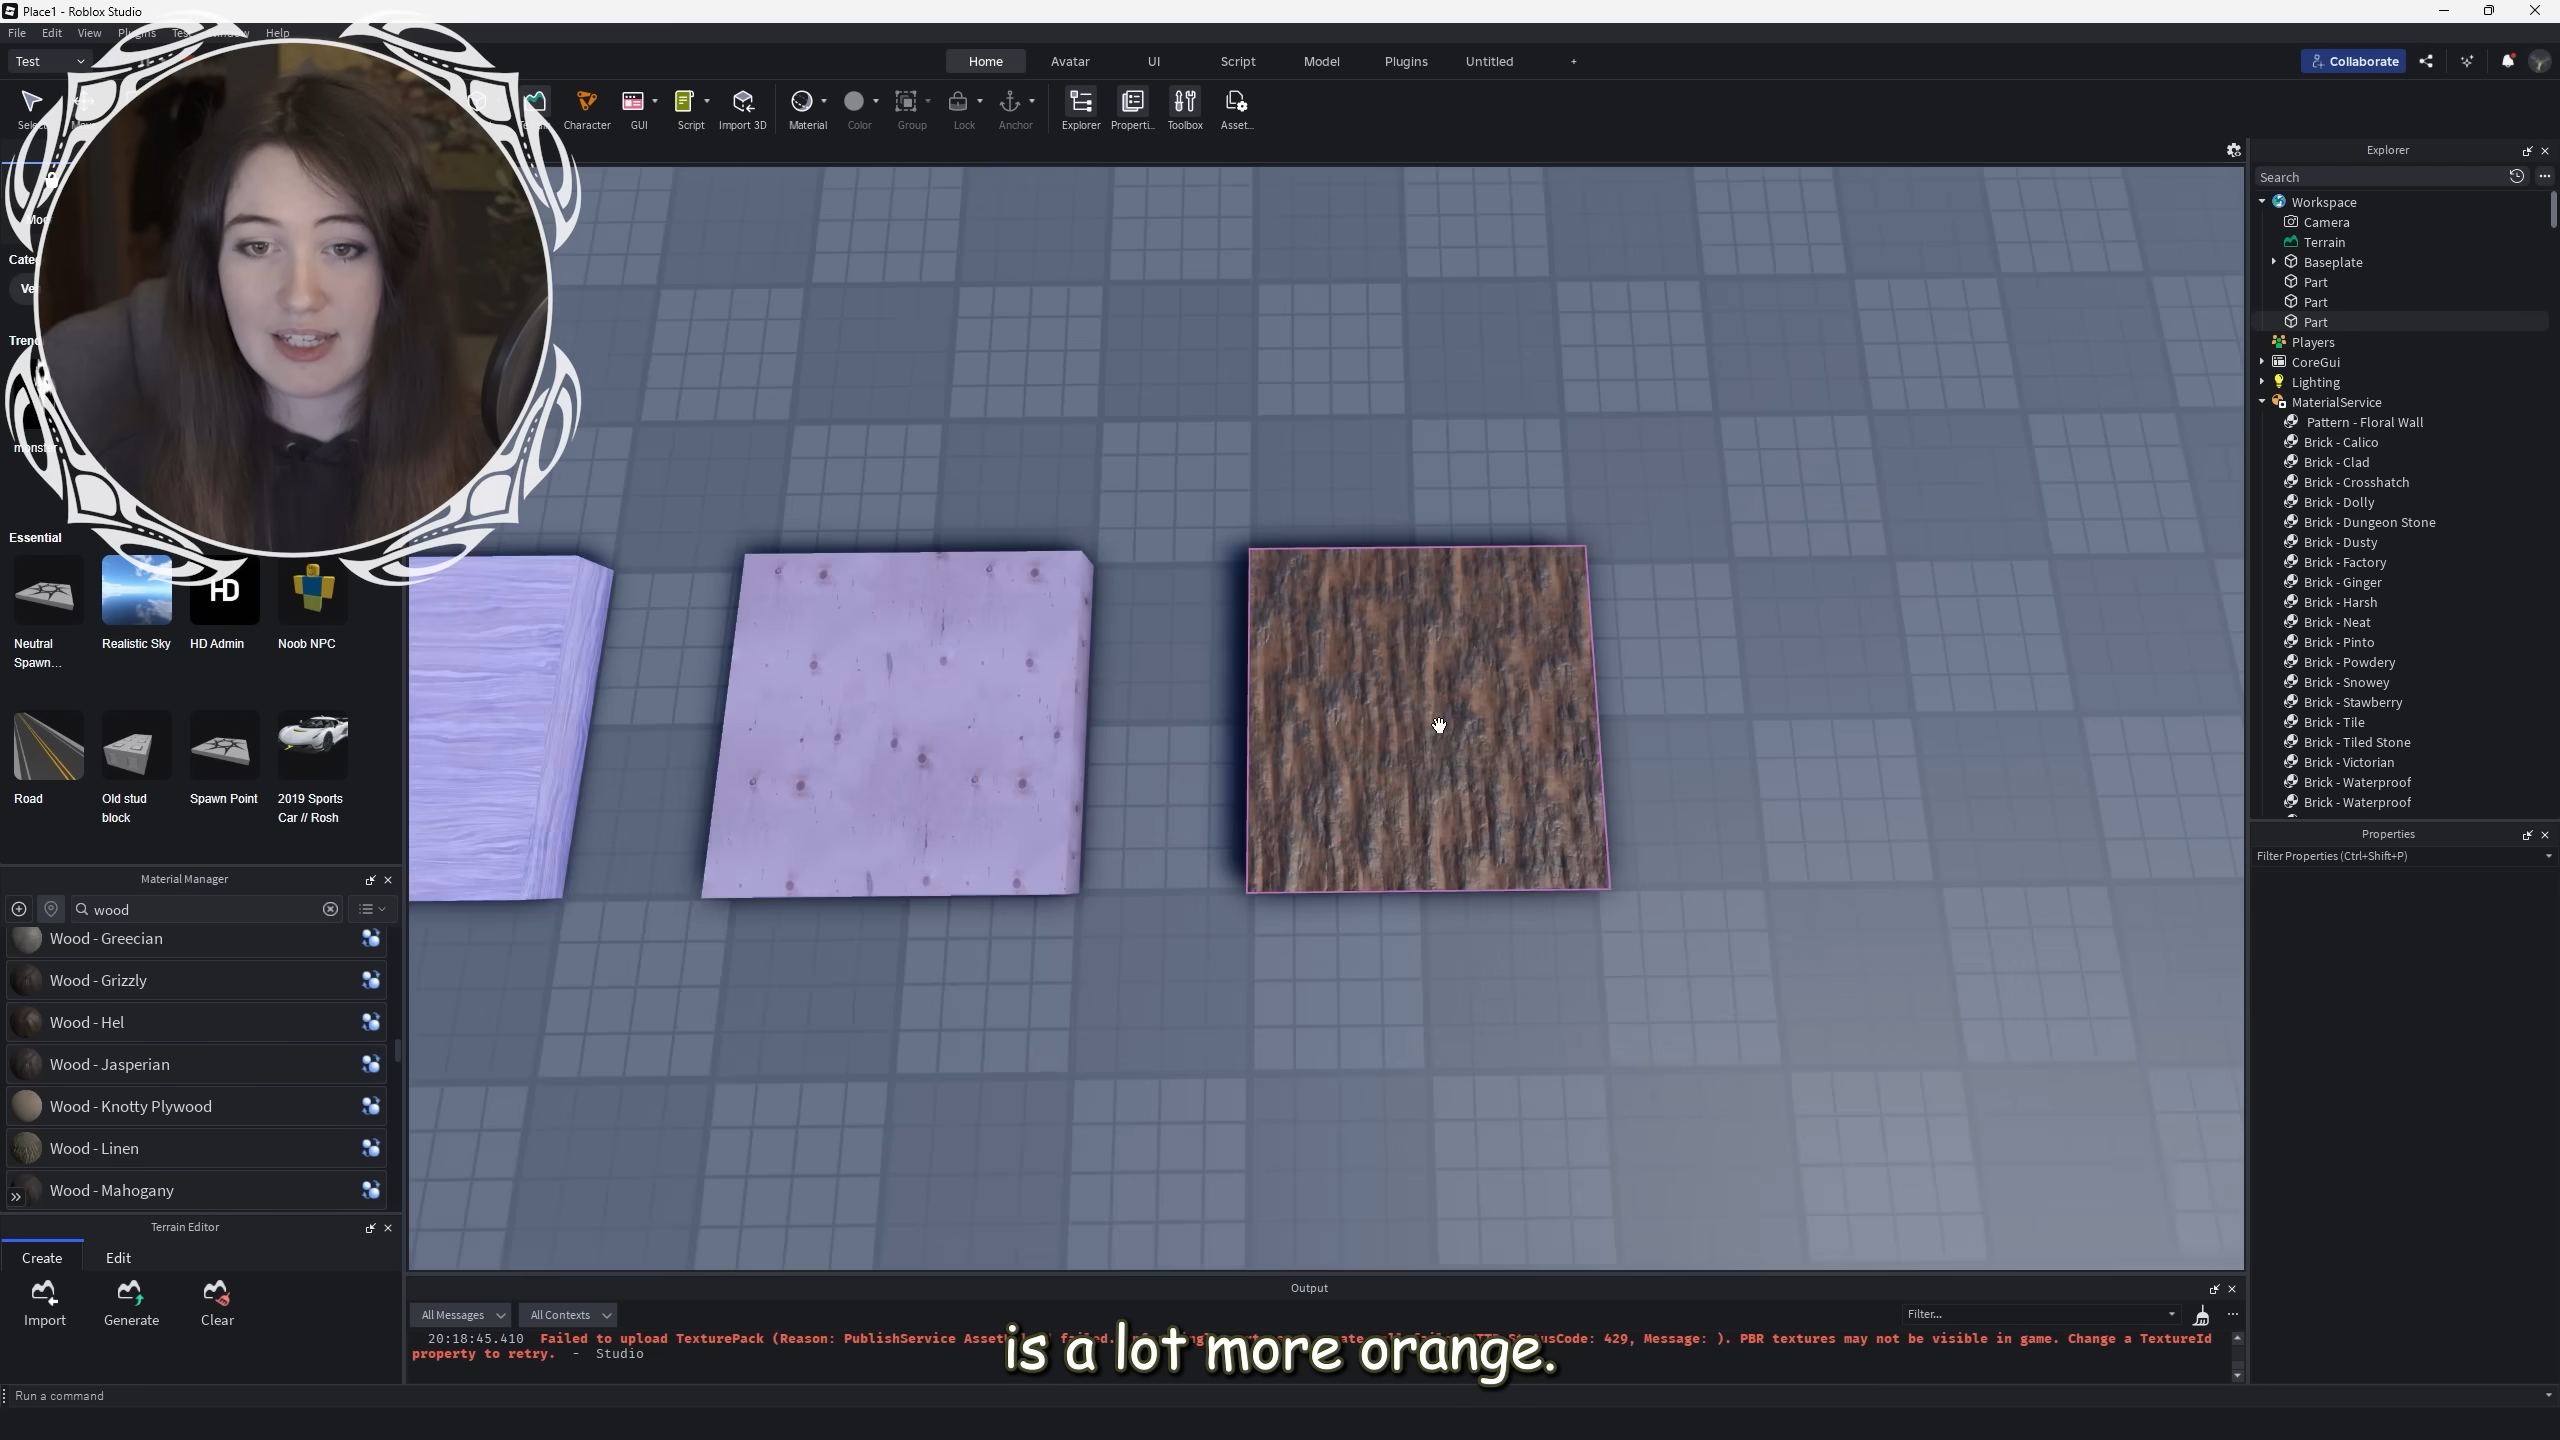 Place1 - Roblox Studio
File Edit View Plugins Test Window Help
Test
Home Avatar UI Script Model Plugins Untitled +
Collaborate
Character GUI Script Import 3D Material Color Group Lock Anchor Explorer Properti... Toolbox Asset...
Explorer
Search
Workspace
Camera
Terrain
Baseplate
Part
Part
Part
Players
CoreGui
Lighting
MaterialService
Pattern - Floral Wall
Brick - Calico
Brick - Clad
Brick - Crosshatch
Brick - Dolly
Brick - Dungeon Stone
Brick - Dusty
Brick - Factory
Brick - Ginger
Brick - Harsh
Brick - Neat
Brick - Pinto
Brick - Powdery
Brick - Snowey
Brick - Stawberry
Brick - Tile
Brick - Tiled Stone
Brick - Victorian
Brick - Waterproof
Brick - Waterproof
Properties
Filter Properties (Ctrl+Shift+P)
monster
Essential
HD
Neutral Spawn...
Realistic Sky
HD Admin
Noob NPC
Road
Old stud block
Spawn Point
2019 Sports Car // Rosh
Material Manager
wood
Wood - Greecian
Wood - Grizzly
Wood - Hel
Wood - Jasperian
Wood - Knotty Plywood
Wood - Linen
Wood - Mahogany
Terrain Editor
Create Edit
Import Generate Clear
Output
All Messages All Contexts Filter...
20:18:45.410 Failed to upload TexturePack (Reason: PublishService failed. StatusCode: 429, Message: ). PBR textures may not be visible in game. Change a TextureId
property to retry. - Studio
is a lot more orange.
Run a command